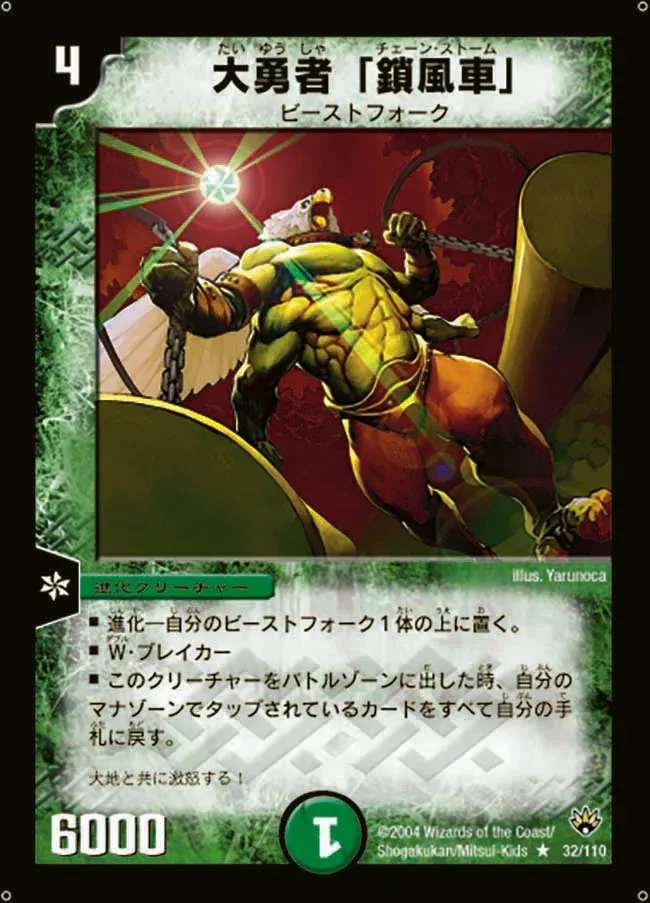 4
大勇者「鎖風車」
だい ゆう しゃ チェーン・ストーム
ビーストフォーク
illus. Yarunoca
進化クリーチャー
■ 進化―自分のビーストフォーク1体の上に置く。
■ W・ブレイカー
■ このクリーチャーをバトルゾーンに出した時、自分の
マナゾーンでタップされているカードをすべて自分の手
札に戻す。
大地と共に激怒する!
6000
1
©2004 Wizards of the Coast/
Shogakukan/Mitsui-Kids ★ 32/110